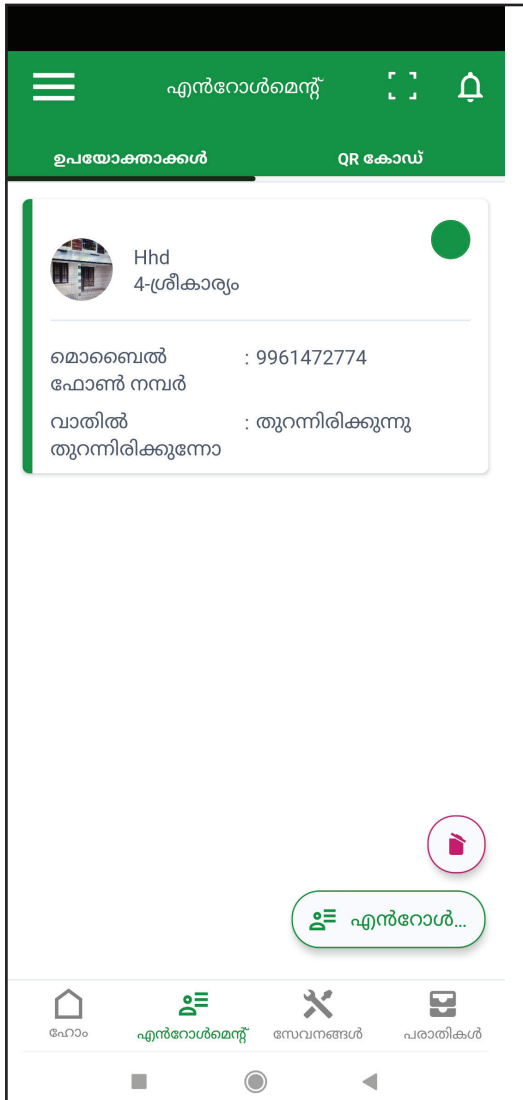 എൻറോൾമെന്റ്
ഉപയോക്താക്കൾ QR കോഡ്
Hhd
4-ശ്രീകാര്യം
മൊബൈൽ : 9961472774
ഫോൺ നമ്പർ
വാതിൽ : തുറന്നിരിക്കുന്നു
തുറന്നിരിക്കുന്നോ
എൻറോൾ...
ഹോം എൻറോൾമെന്റ് സേവനങ്ങൾ പരാതികൾ